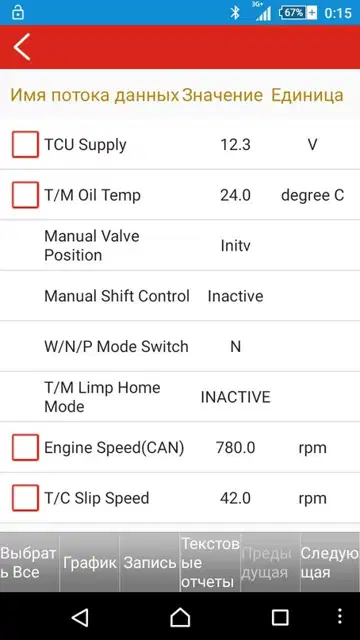 3G+ 67% 0:15
Имя потока данных Значение Единица
TCU Supply 12.3 V
T/M Oil Temp 24.0 degree C
Manual Valve
Position Initv
Manual Shift Control Inactive
W/N/P Mode Switch N
T/M Limp Home
Mode INACTIVE
Engine Speed(CAN) 780.0 rpm
T/C Slip Speed 42.0 rpm
Выбрат
ь Все
График
Запись
Текстов
ые
отчеты
Преды
дущая
Следую
щая